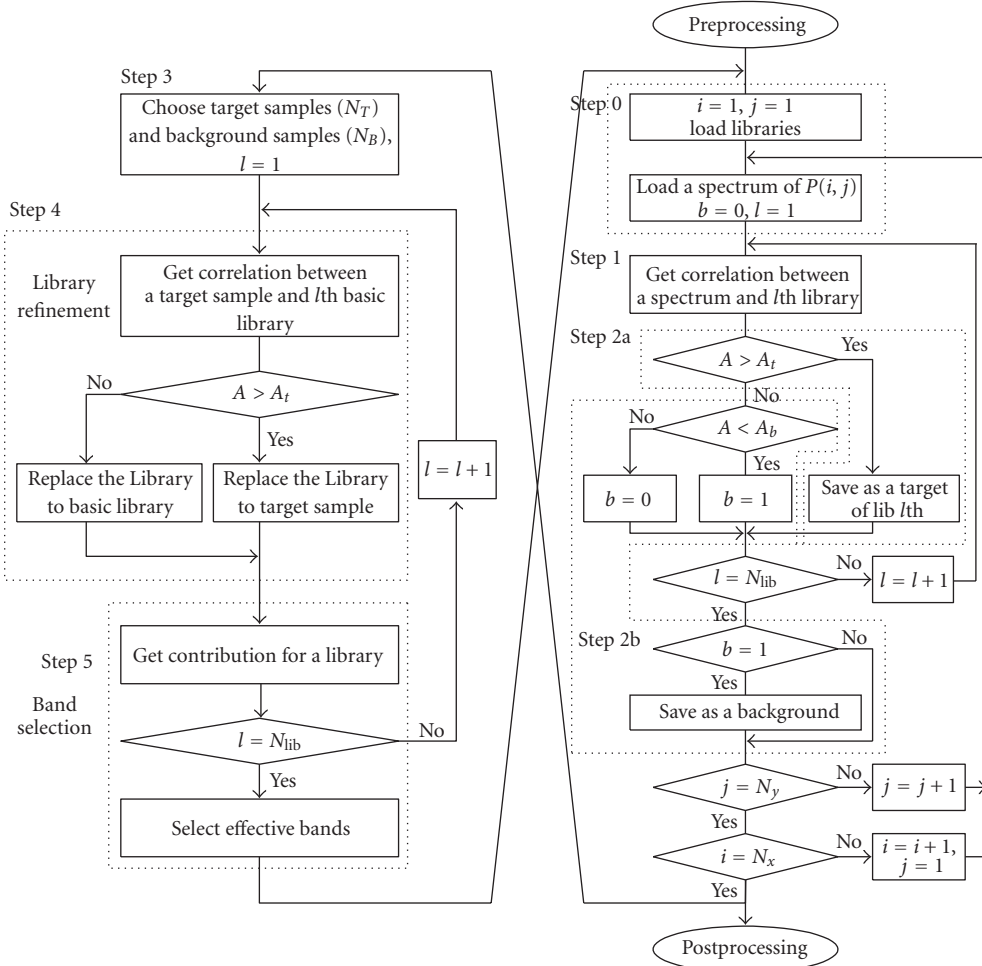 Step 3
Choose target samples (N_T)
and background samples (N_B),
l = 1
Step 4
Library
refinement
Get correlation between
a target sample and lth basic
library
No
A > A_t
Yes
Replace the Library
to basic library
Replace the Library
to target sample
l = l + 1
Step 5
Band
selection
Get contribution for a library
l = N_lib
No
Yes
Select effective bands
Preprocessing
Step 0
i = 1, j = 1
load libraries
Load a spectrum of P(i, j)
b = 0, l = 1
Step 1
Get correlation between
a spectrum and lth library
Step 2a
A > A_t
Yes
No
A < A_b
No
Yes
b = 0
b = 1
Save as a target
of lib lth
l = N_lib
No
l = l + 1
Yes
Step 2b
b = 1
No
Yes
Save as a background
j = N_y
No
j = j + 1
Yes
i = N_x
No
i = i + 1,
j = 1
Yes
Postprocessing